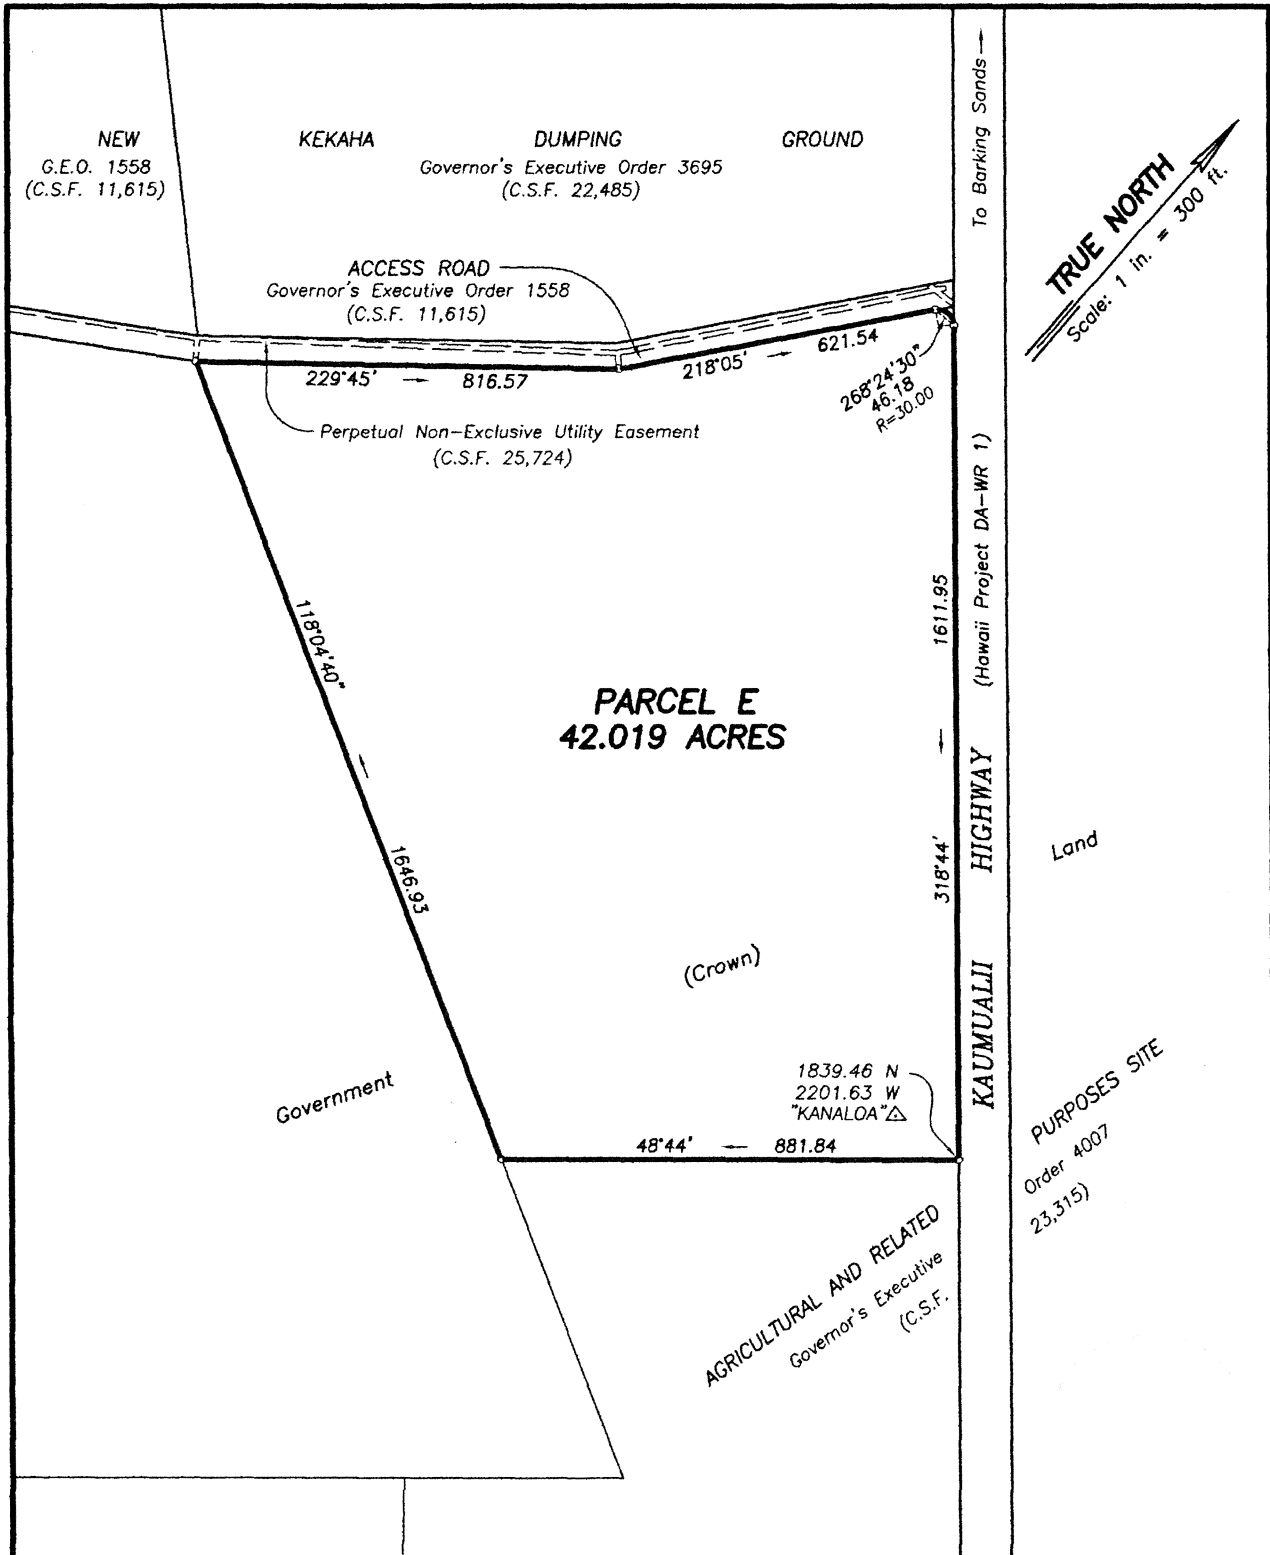 To Barking Sands
NEW KEKAHA DUMPING GROUND
G.E.O. 1558
(C.S.F. 11,615)
Governor's Executive Order 3695
(C.S.F. 22,485)
TRUE NORTH
Scale: 1 in. = 300 ft.
ACCESS ROAD
Governor's Executive Order 1558
(C.S.F. 11,615)
229°45' 816.57
218°05' 621.54
268°24'30"
46.18
R=30.00
Perpetual Non-Exclusive Utility Easement
(C.S.F. 25,724)
118°04'40"
1646.93
PARCEL E
42.019 ACRES
1611.95
318°44'
(Hawaii Project DA-WR 1)
KAUMUALII HIGHWAY
Land
(Crown)
Government
1839.46 N
2201.63 W
"KANALOA"
48°44' 881.84
AGRICULTURAL AND RELATED PURPOSES SITE
Governor's Executive Order 4007
(C.S.F. 23,315)